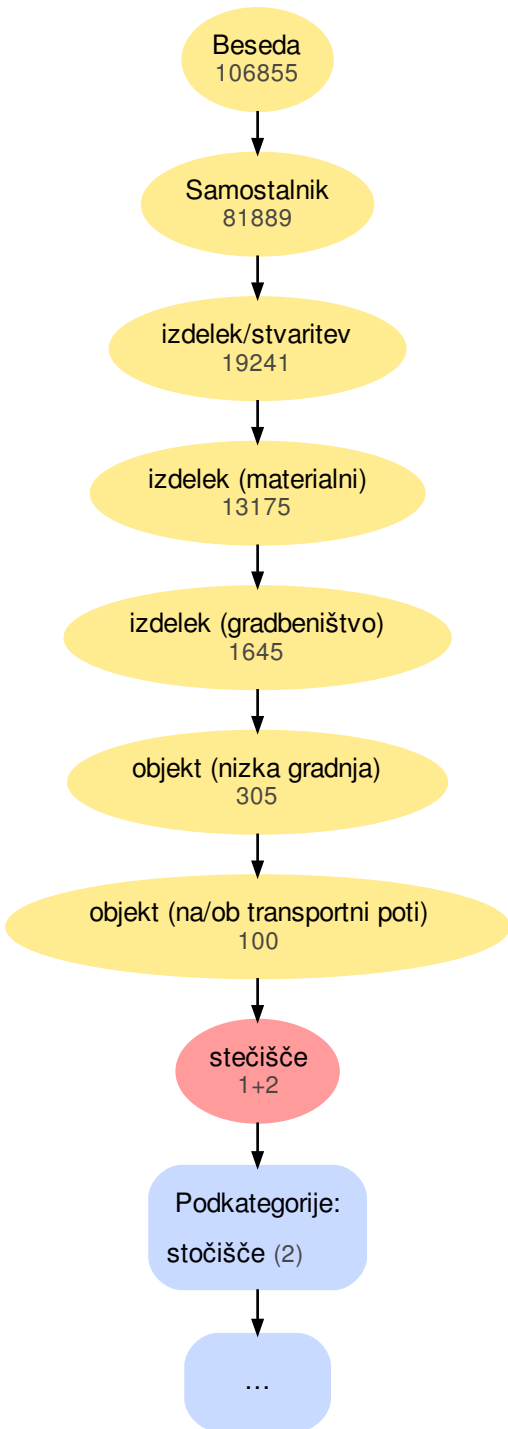 Beseda
106855
Samostalnik
81889
izdelek/stvaritev
19241
izdelek (materialni)
13175
izdelek (gradbeništvo)
1645
objekt (nizka gradnja)
305
objekt (na/ob transportni poti)
100
stečišče
1+2
Podkategorije:
stočišče (2)
…